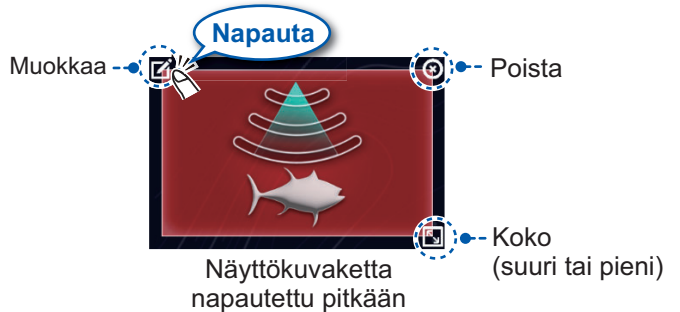 Napauta
Muokkaa
Poista
Koko
(suuri tai pieni)
Näyttökuvaketta
napautettu pitkään